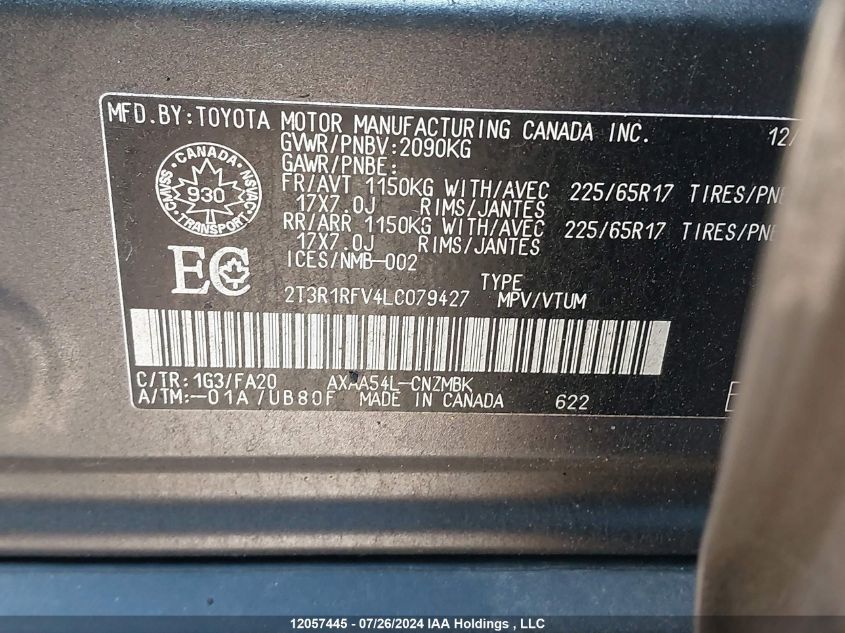 MFD.BY:TOYOTA MOTOR MANUFACTURING CANADA INC. 12/
GVWR/PNBV:2090KG
GAWR/PNBE:
FR/AVT 1150KG WITH/AVEC 225/65R17 TIRES/PNE
17X7.0J RIMS/JANTES
RR/ARR 1150KG WITH/AVEC 225/65R17 TIRES/PNE
17X7.0J RIMS/JANTES
ICES/NMB-002
CANADA
CMVSS 930 NSVAC
TRANSPORT
EC
TYPE
2T3R1RFV4LC079427 MPV/VTUM
C/TR:1G3/FA20 AXAA54L-CNZMBK
A/TM:-01A/UB80F MADE IN CANADA 622
12057445 - 07/26/2024 IAA Holdings , LLC